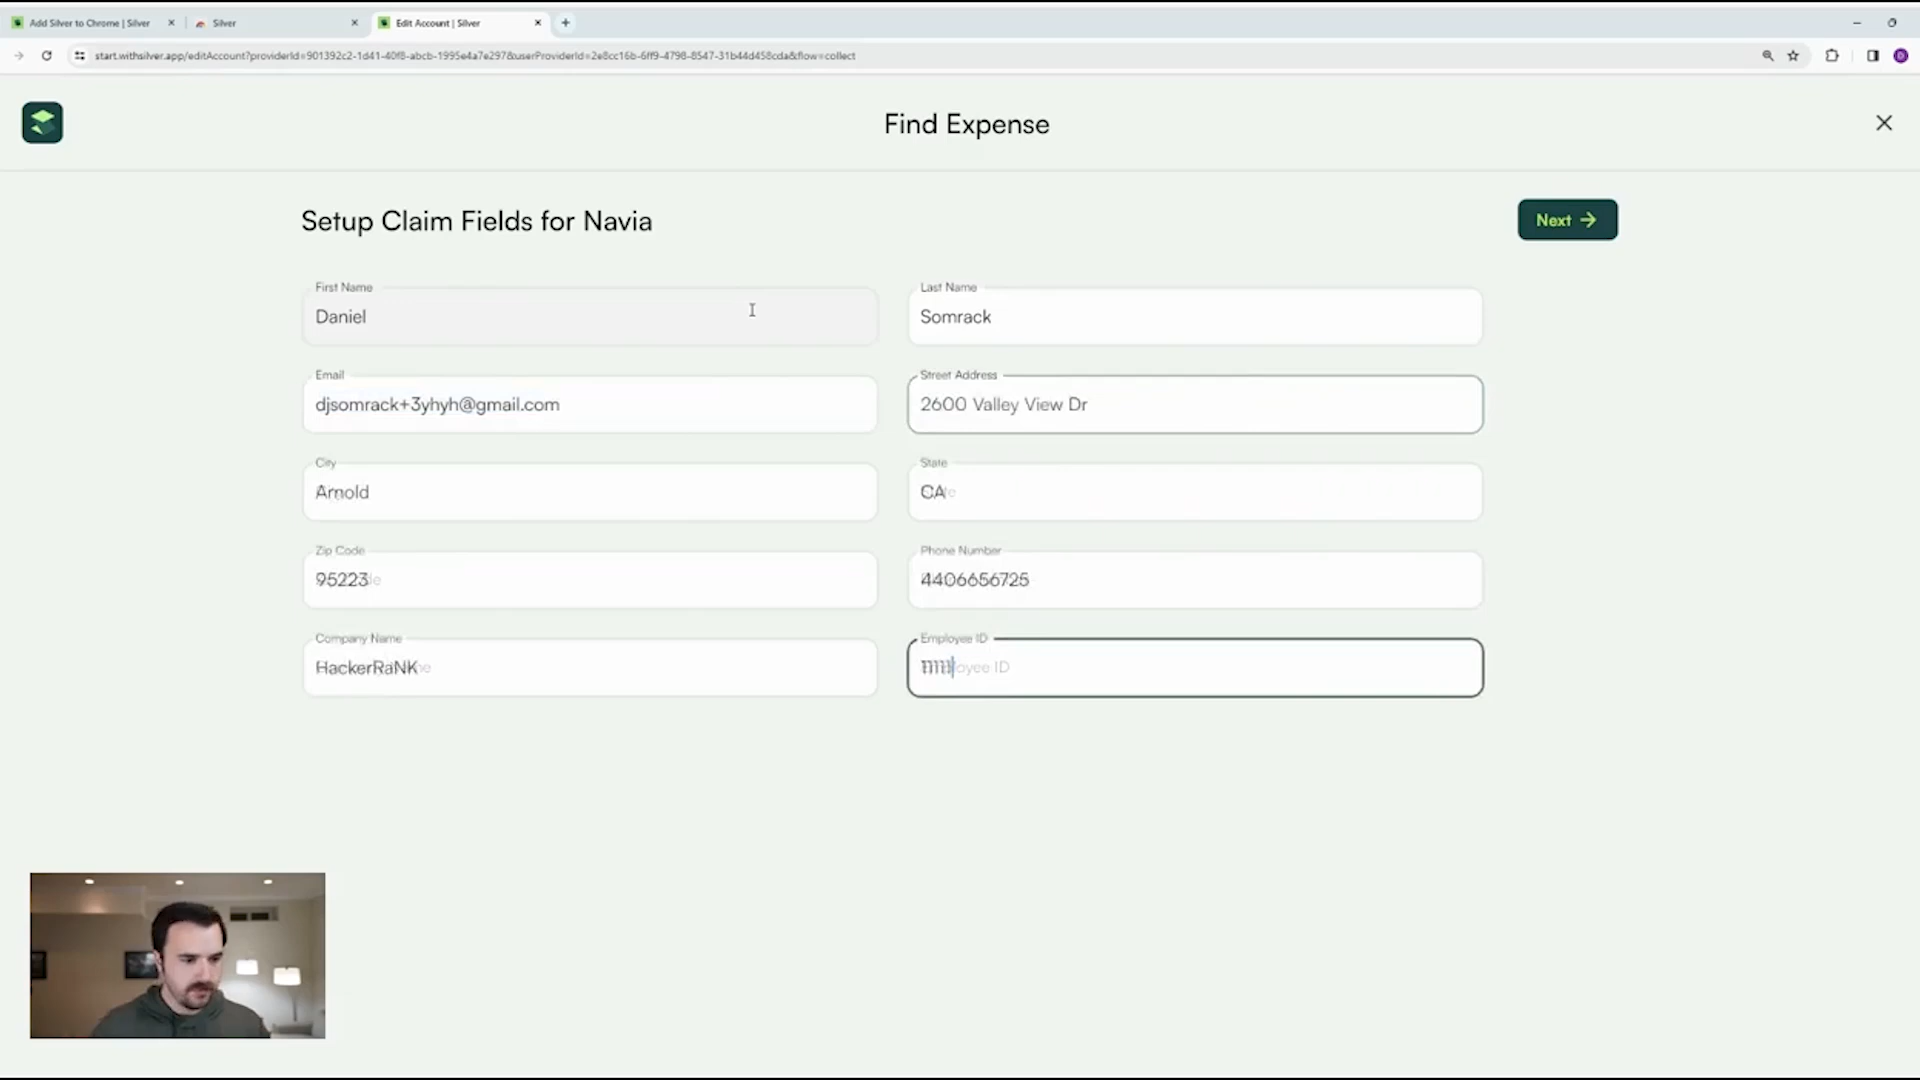 Add Silver to Chrome | Silver
Silver
Edit Account | Silver
start.withsilver.app/editAccount?providerId=901392c2-1d41-40f8-abcb-1995e4a7e297&userProviderId=2e8cc16b-6ff9-4798-8547-31b44d458cda&flow=collect
D
Find Expense
Setup Claim Fields for Navia
Next
First Name
Daniel
Last Name
Somrack
Email
djsomrack+3yhyh@gmail.com
Street Address
2600 Valley View Dr
City
Arnold
State
CA
Zip Code
95223
Phone Number
4406656725
Company Name
HackerRaNK
Employee ID